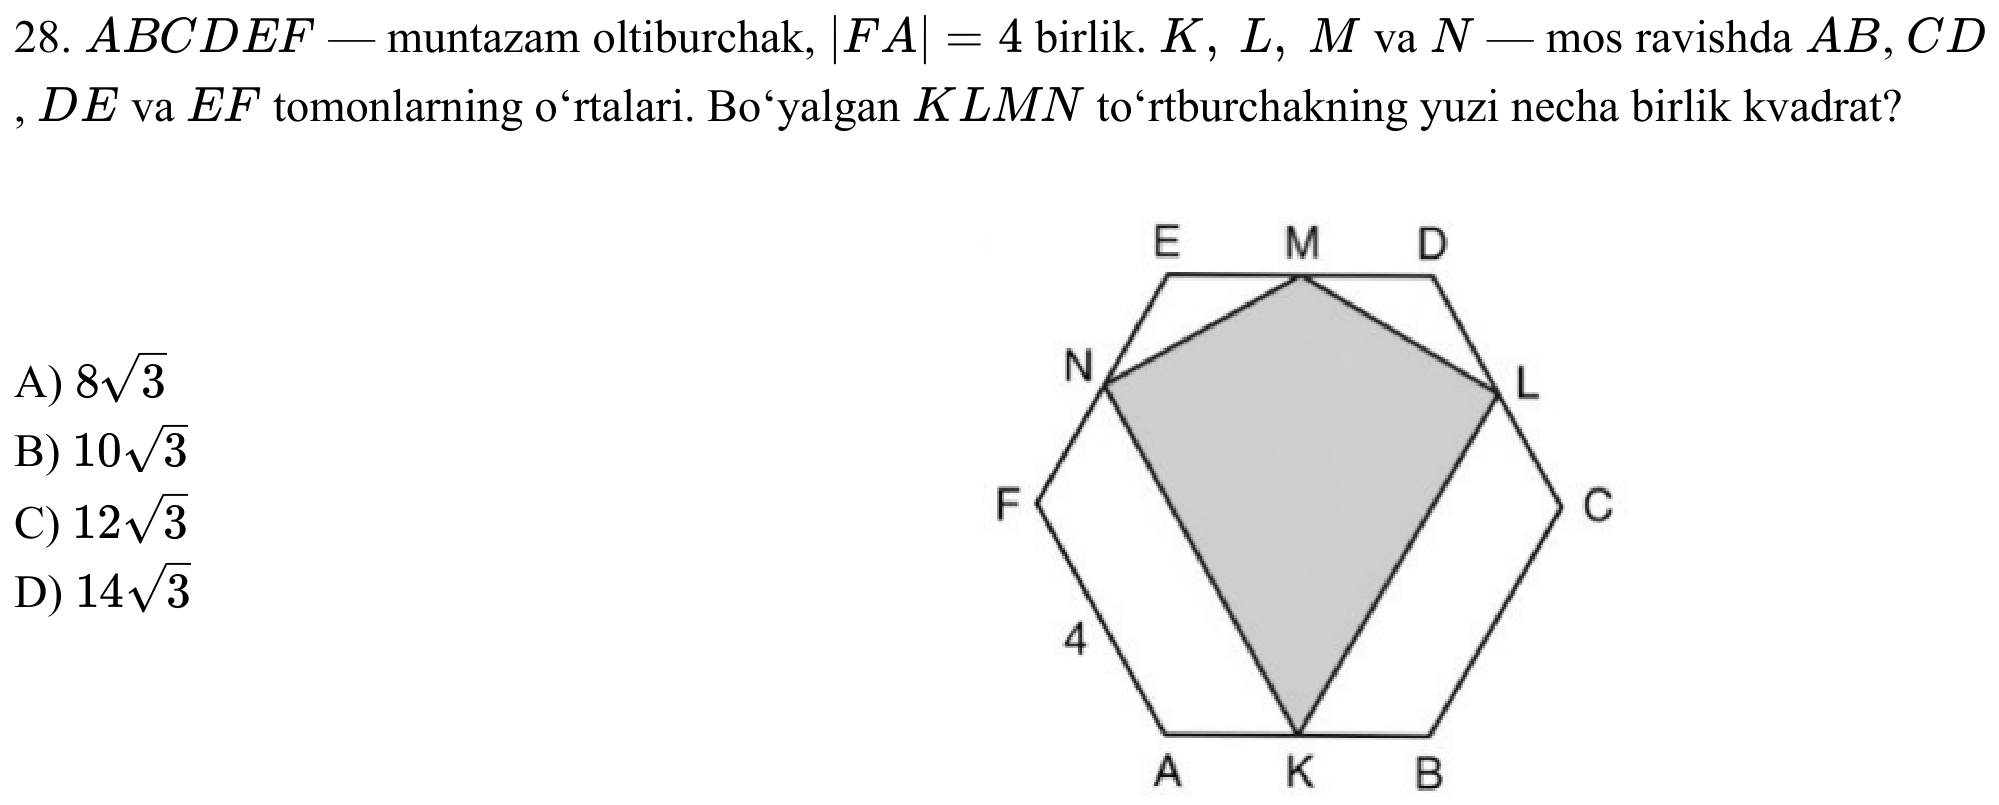 28. ABCDEF — muntazam oltiburchak, |FA| = 4 birlik. K, L, M va N — mos ravishda AB, CD
, DE va EF tomonlarning o‘rtalari. Bo‘yalgan KLMN to‘rtburchakning yuzi necha birlik kvadrat?
E M D
N L
A) 8√3
B) 10√3
F C
C) 12√3
D) 14√3
4
A K B